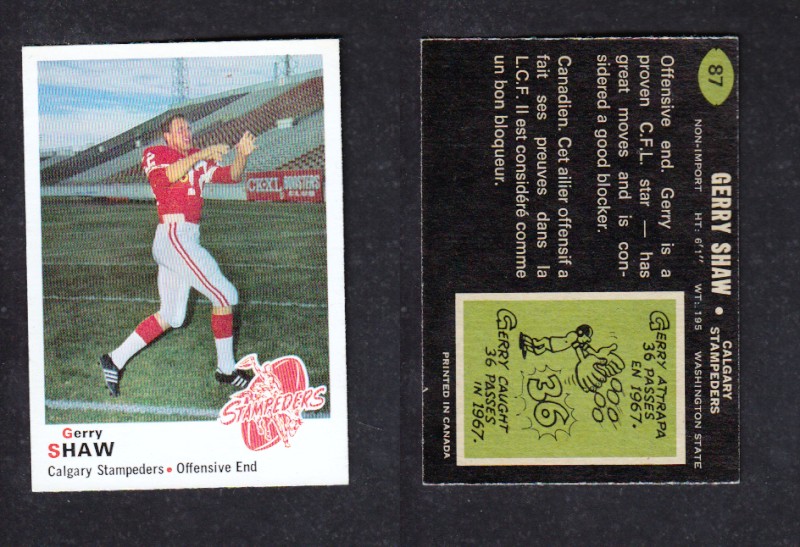 CKXL BUSTERS
STAMPEDERS
Gerry
SHAW
Calgary Stampeders • Offensive End
87
GERRY SHAW • CALGARY
STAMPEDERS
NON-IMPORT HT: 6'1" WT: 195 WASHINGTON STATE
Offensive end. Gerry is a
proven C.F.L. star — has
great moves and is con-
sidered a good blocker.
Canadien. Cet ailier offensif a
fait ses preuves dans la
L.C.F. Il est considéré comme
un bon bloqueur.
GERRY ATTRAPA
36 PASSES
EN 1967.
36
GERRY CAUGHT
36 PASSES
IN 1967.
PRINTED IN CANADA